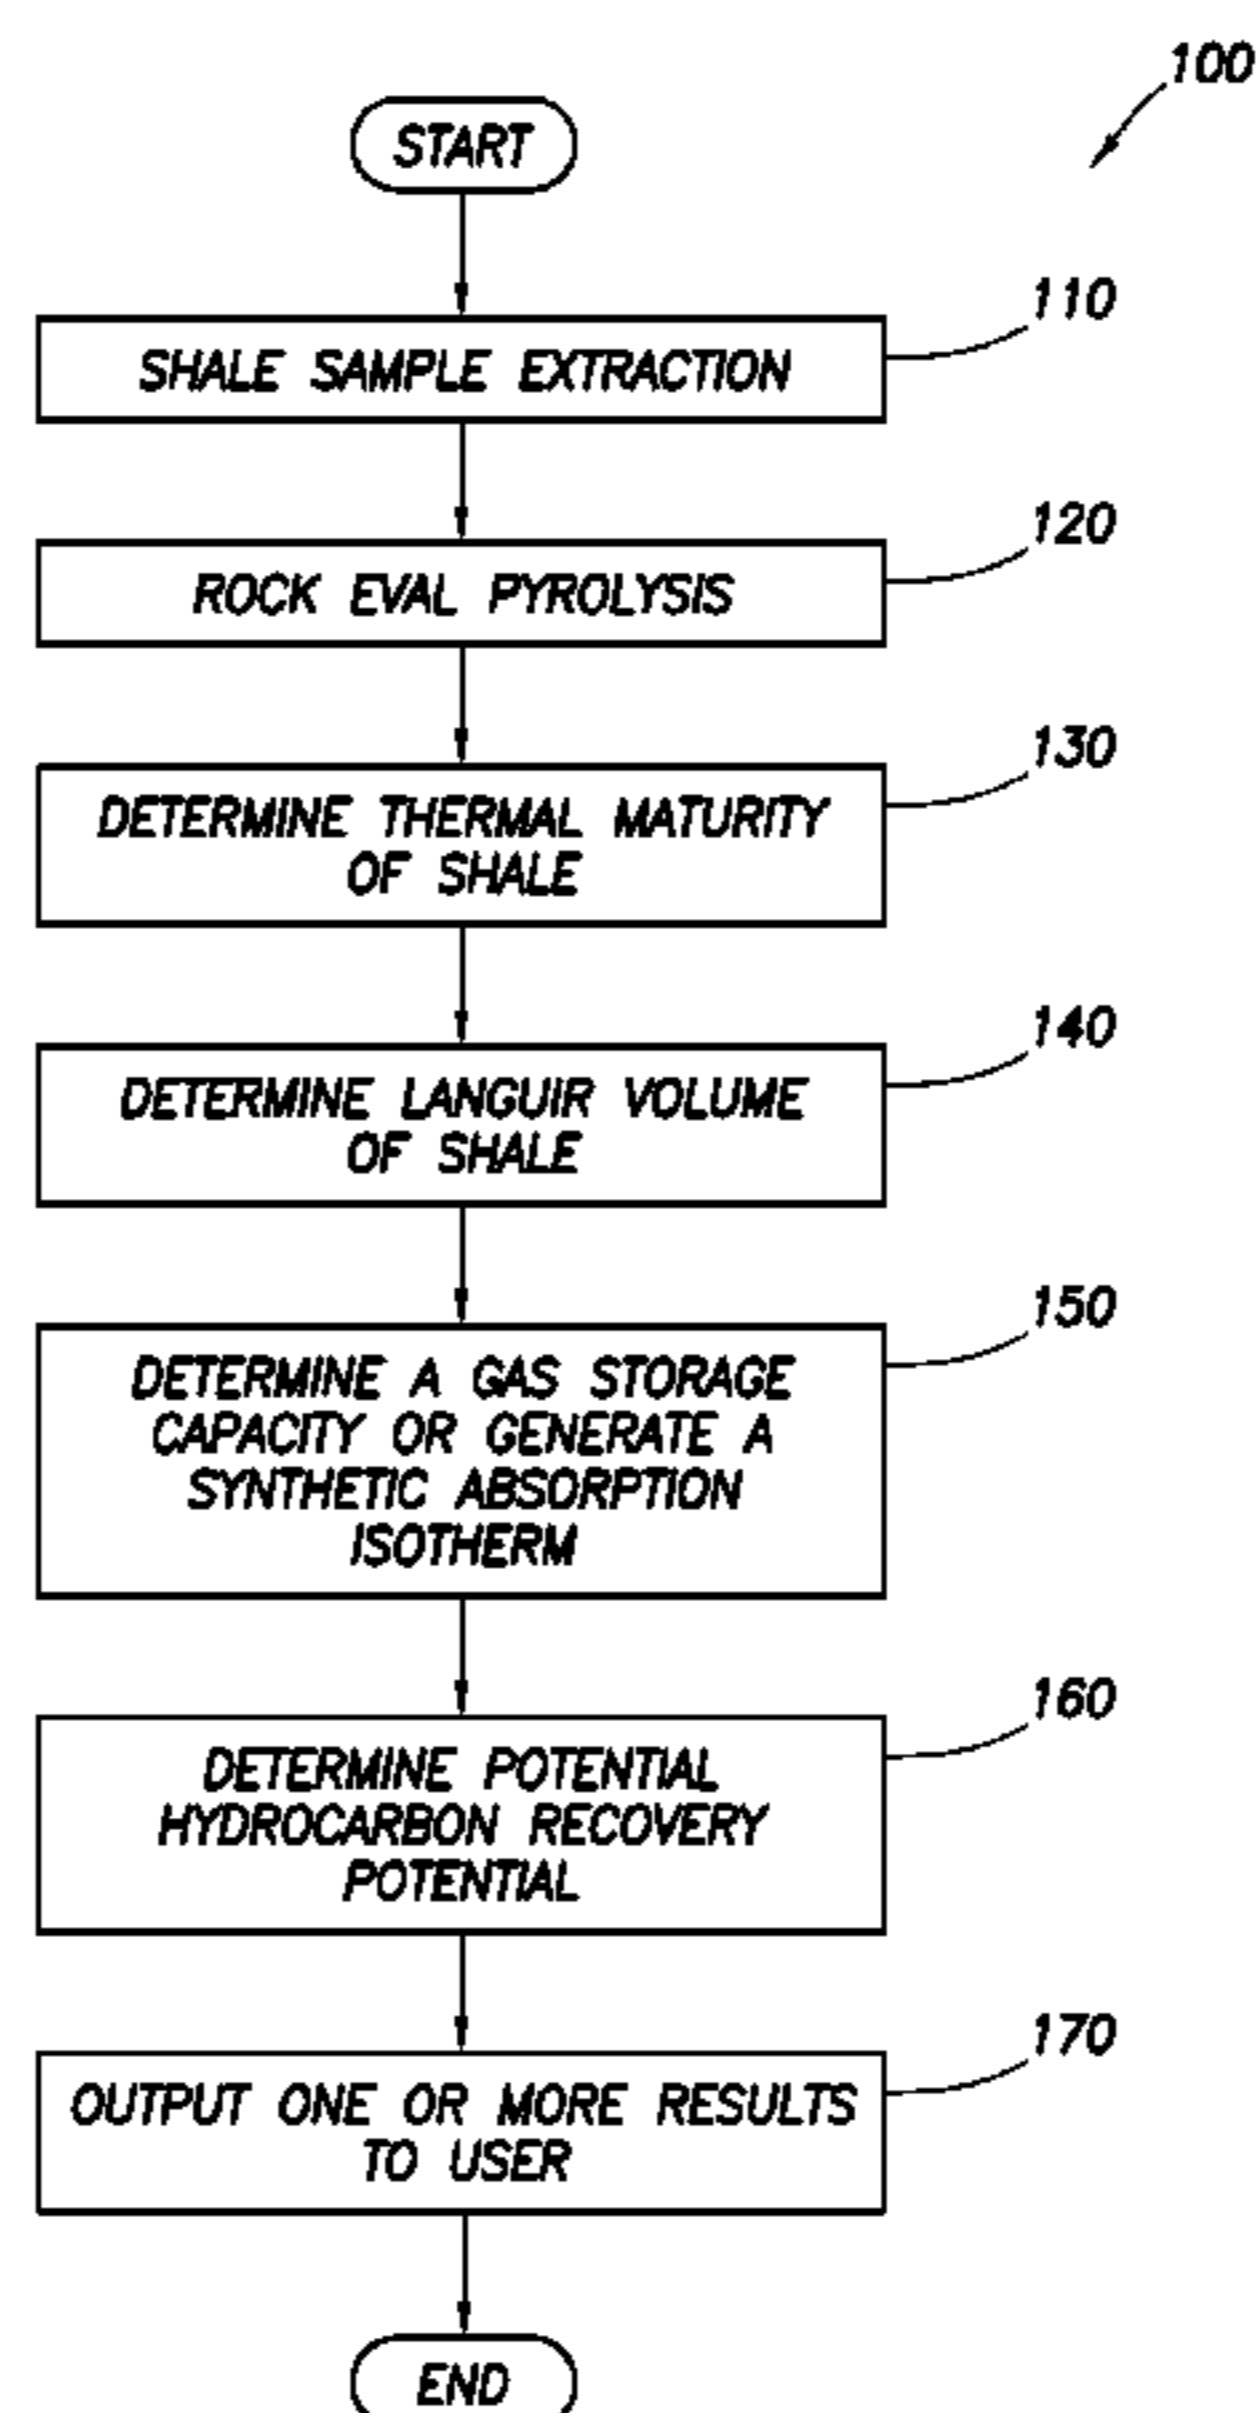 100
START
110
SHALE SAMPLE EXTRACTION
120
ROCK EVAL PYROLYSIS
130
DETERMINE THERMAL MATURITY
OF SHALE
140
DETERMINE LANGUIR VOLUME
OF SHALE
150
DETERMINE A GAS STORAGE
CAPACITY OR GENERATE A
SYNTHETIC ABSORPTION
ISOTHERM
160
DETERMINE POTENTIAL
HYDROCARBON RECOVERY
POTENTIAL
170
OUTPUT ONE OR MORE RESULTS
TO USER
END